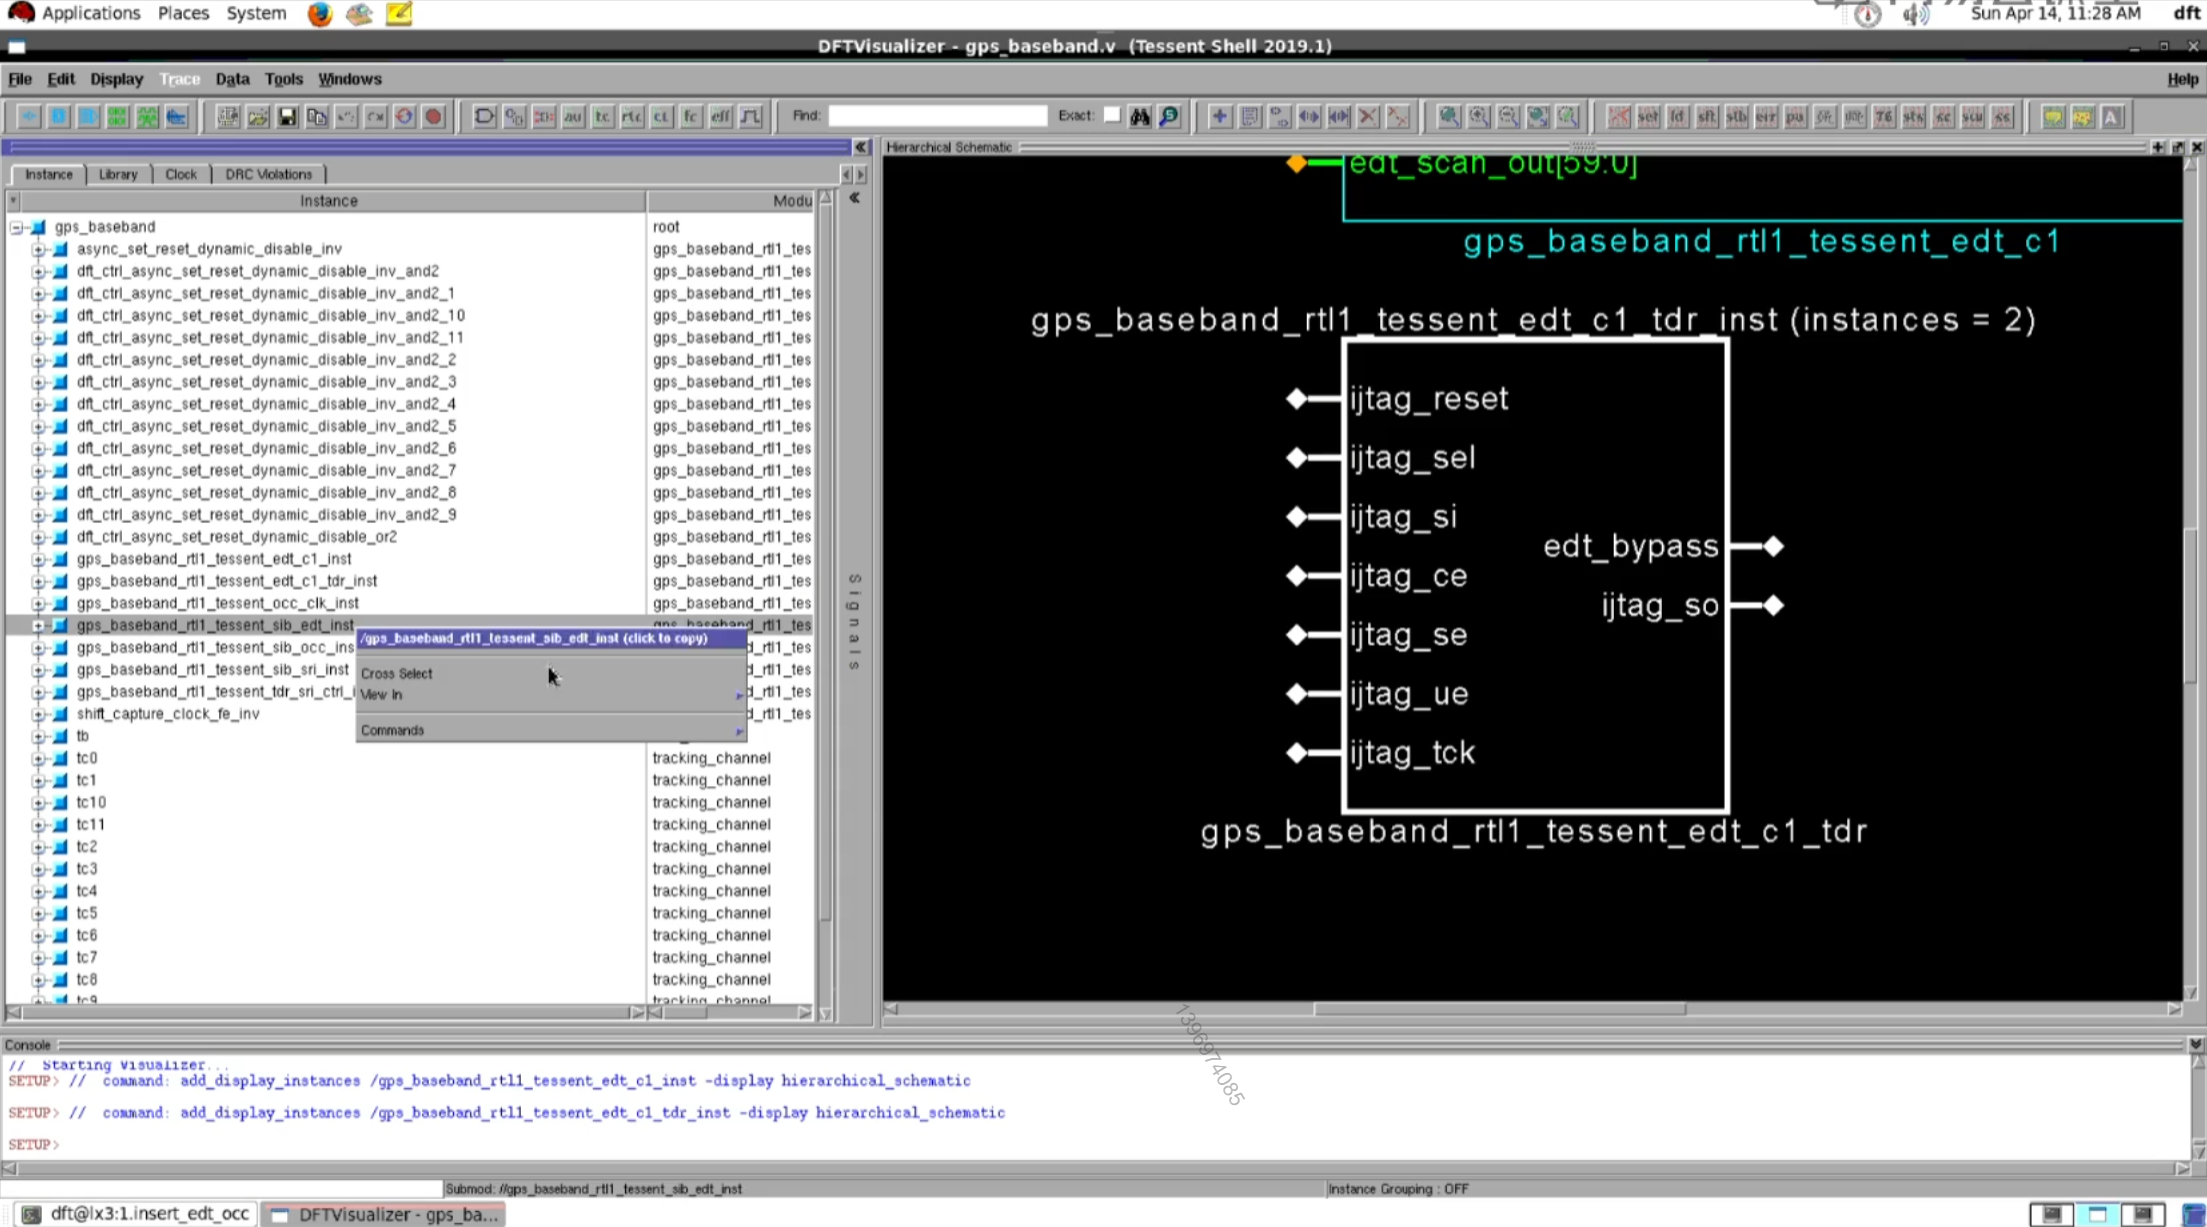 Applications Places System
Sun Apr 14, 11:28 AM dft
DFTVisualizer - gps_baseband.v (Tessent Shell 2019.1)
File Edit Display Trace Data Tools Windows Help
Find: Exact:
Hierarchical Schematic
Instance Library Clock DRC Violations
Instance Modu
gps_baseband root
async_set_reset_dynamic_disable_inv gps_baseband_rtl1_tes
dft_ctrl_async_set_reset_dynamic_disable_inv_and2 gps_baseband_rtl1_tes
dft_ctrl_async_set_reset_dynamic_disable_inv_and2_1 gps_baseband_rtl1_tes
dft_ctrl_async_set_reset_dynamic_disable_inv_and2_10 gps_baseband_rtl1_tes
dft_ctrl_async_set_reset_dynamic_disable_inv_and2_11 gps_baseband_rtl1_tes
dft_ctrl_async_set_reset_dynamic_disable_inv_and2_2 gps_baseband_rtl1_tes
dft_ctrl_async_set_reset_dynamic_disable_inv_and2_3 gps_baseband_rtl1_tes
dft_ctrl_async_set_reset_dynamic_disable_inv_and2_4 gps_baseband_rtl1_tes
dft_ctrl_async_set_reset_dynamic_disable_inv_and2_5 gps_baseband_rtl1_tes
dft_ctrl_async_set_reset_dynamic_disable_inv_and2_6 gps_baseband_rtl1_tes
dft_ctrl_async_set_reset_dynamic_disable_inv_and2_7 gps_baseband_rtl1_tes
dft_ctrl_async_set_reset_dynamic_disable_inv_and2_8 gps_baseband_rtl1_tes
dft_ctrl_async_set_reset_dynamic_disable_inv_and2_9 gps_baseband_rtl1_tes
dft_ctrl_async_set_reset_dynamic_disable_or2 gps_baseband_rtl1_tes
gps_baseband_rtl1_tessent_edt_c1_inst gps_baseband_rtl1_tes
gps_baseband_rtl1_tessent_edt_c1_tdr_inst gps_baseband_rtl1_tes
gps_baseband_rtl1_tessent_occ_clk_inst gps_baseband_rtl1_tes
gps_baseband_rtl1_tessent_sib_edt_inst gps_baseband_rtl1_tes
/gps_baseband_rtl1_tessent_sib_edt_inst (click to copy)
gps_baseband_rtl1_tessent_sib_occ_ins d_rtl1_tes
gps_baseband_rtl1_tessent_sib_sri_inst d_rtl1_tes
gps_baseband_rtl1_tessent_tdr_sri_ctrl_i d_rtl1_tes
shift_capture_clock_fe_inv d_rtl1_tes
Cross Select
View In
Commands
tb
tc0 tracking_channel
tc1 tracking_channel
tc10 tracking_channel
tc11 tracking_channel
tc2 tracking_channel
tc3 tracking_channel
tc4 tracking_channel
tc5 tracking_channel
tc6 tracking_channel
tc7 tracking_channel
tc8 tracking_channel
tc9 tracking_channel
Signals
edt_scan_out[59:0]
gps_baseband_rtl1_tessent_edt_c1
gps_baseband_rtl1_tessent_edt_c1_tdr_inst (instances = 2)
ijtag_reset
ijtag_sel
ijtag_si
edt_bypass
ijtag_ce
ijtag_so
ijtag_se
ijtag_ue
ijtag_tck
gps_baseband_rtl1_tessent_edt_c1_tdr
1396974085
Console
// Starting Visualizer...
SETUP> // command: add_display_instances /gps_baseband_rtl1_tessent_edt_c1_inst -display hierarchical_schematic
SETUP> // command: add_display_instances /gps_baseband_rtl1_tessent_edt_c1_tdr_inst -display hierarchical_schematic
SETUP>
Submod: //gps_baseband_rtl1_tessent_sib_edt_inst
Instance Grouping : OFF
dft@lx3:1.insert_edt_occ DFTVisualizer - gps_ba...